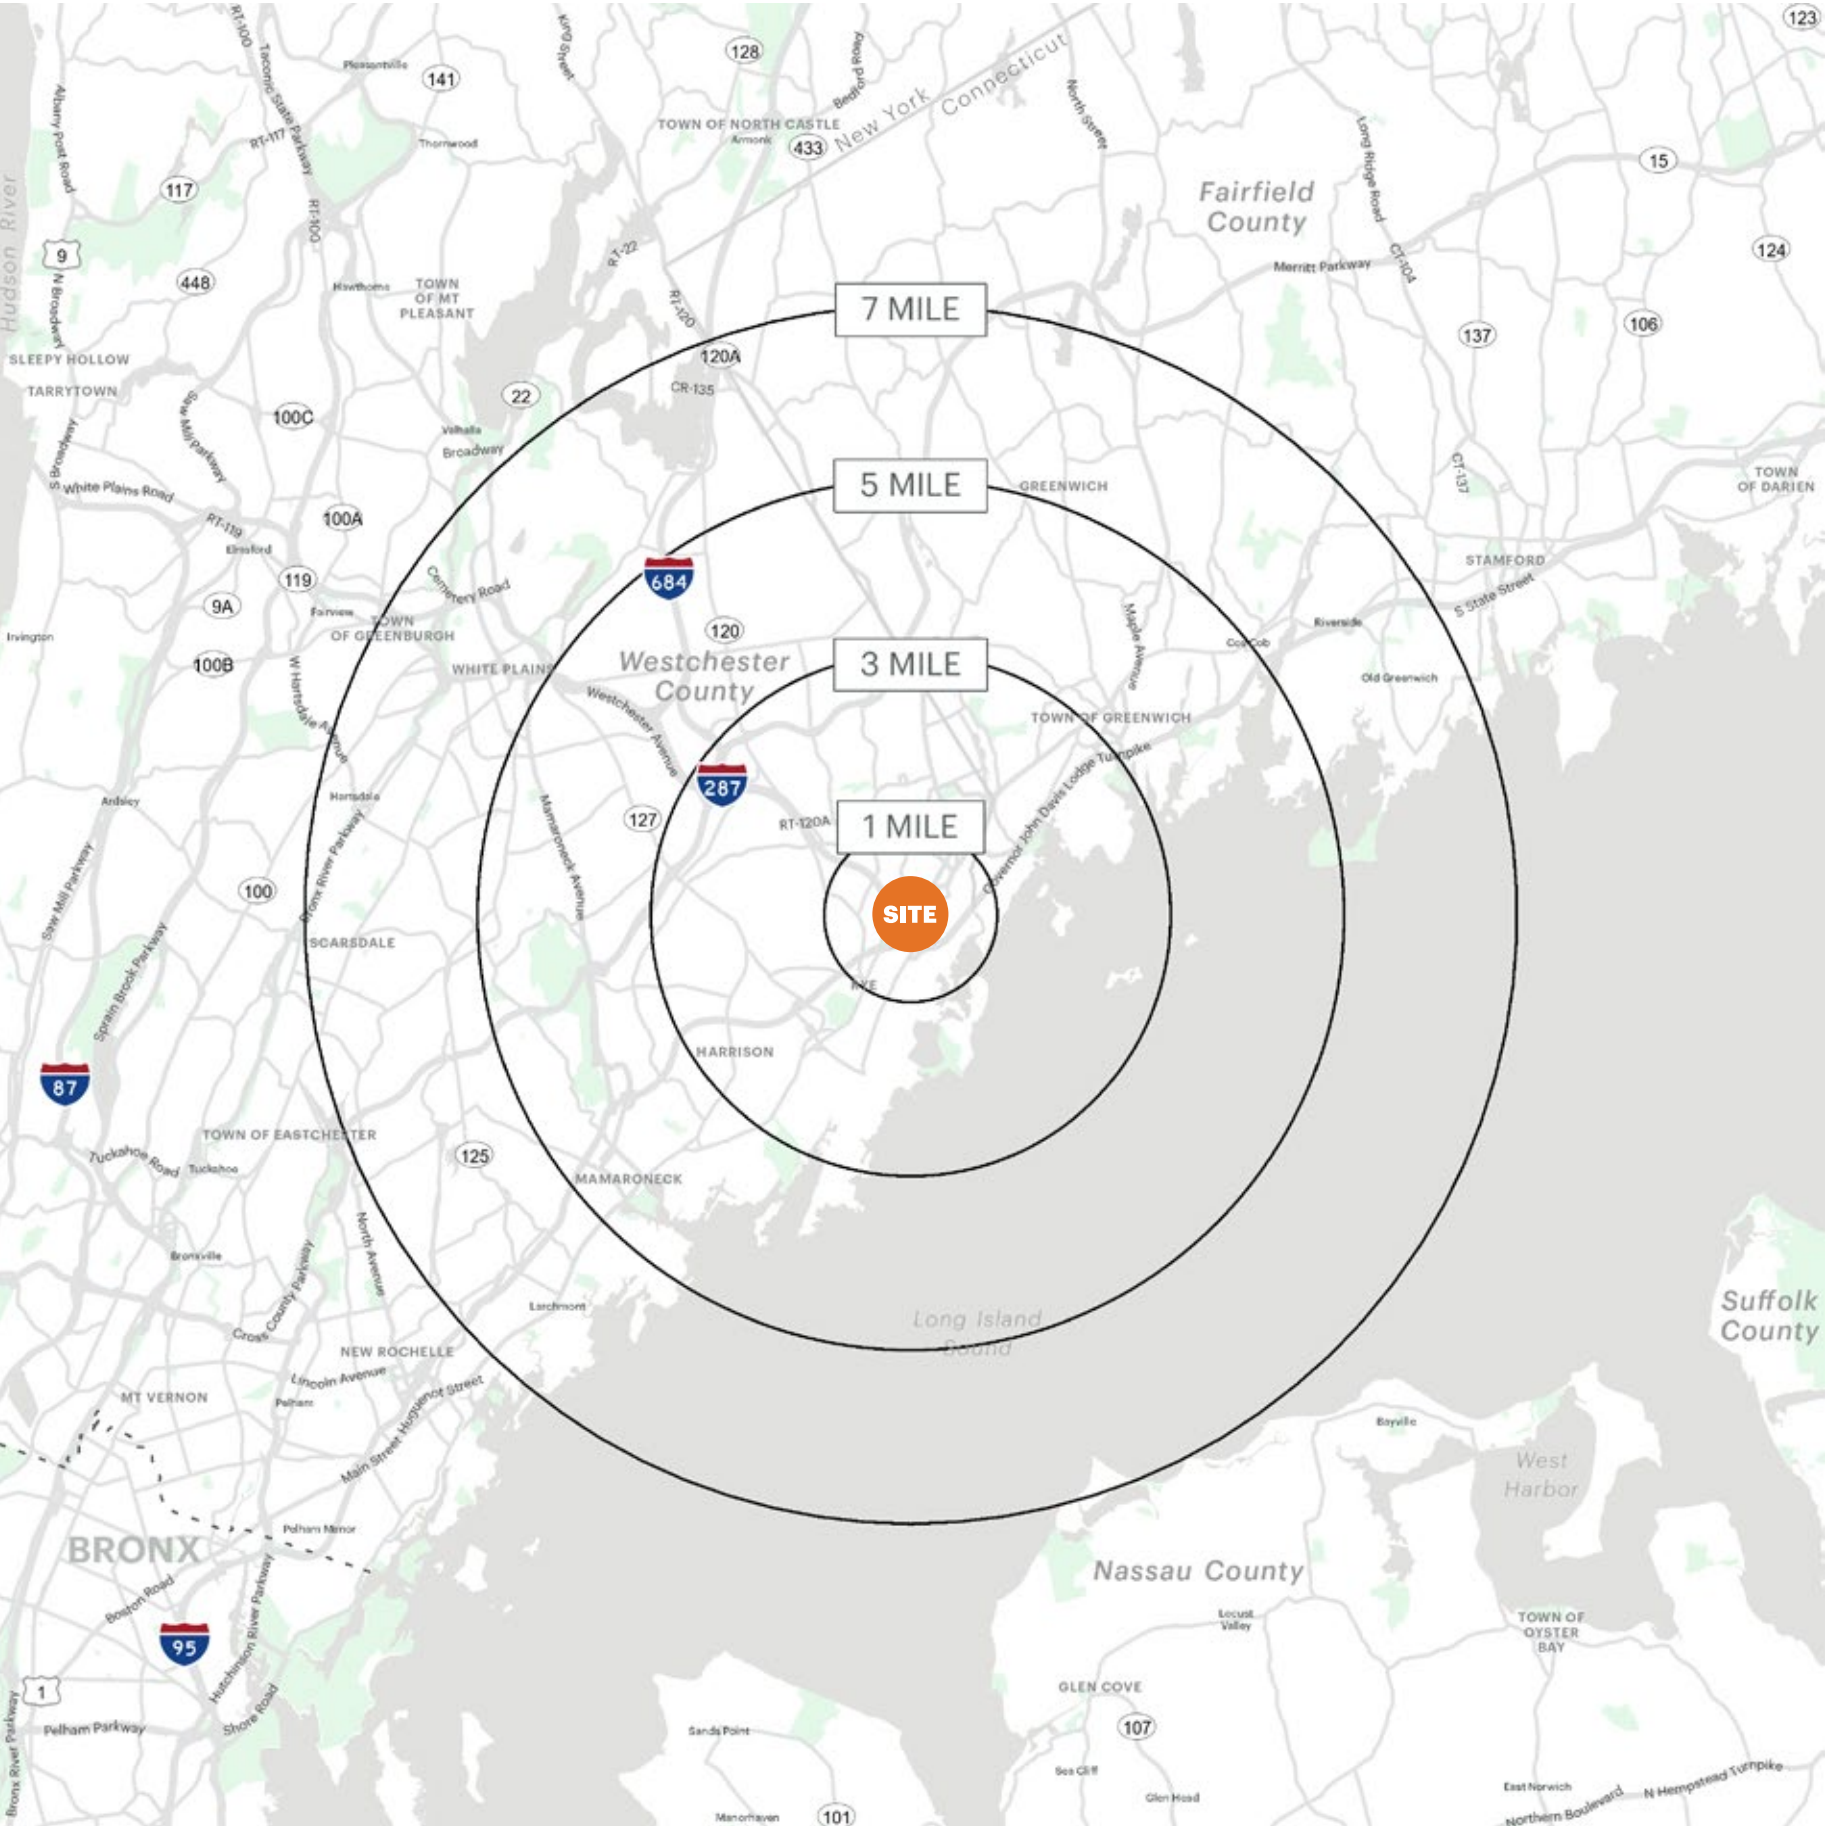 123
RT-100
Taconic State Parkway
King Street
128
Bedford Road
New York
Connecticut
Pleasantville
141
North Street
Albany Post Road
RT-117
Thornwood
TOWN OF NORTH CASTLE
Armonk
433
Long Ridge Road
15
117
RT-100
Fairfield
County
Hudson River
9
RT-22
124
CT-104
Merritt Parkway
448
N Broadway
Hawthorne
TOWN
OF MT
PLEASANT
RT-120
7 MILE
106
137
SLEEPY HOLLOW
120A
TARRYTOWN
CR-135
22
Saw Mill Parkway
100C
Valhalla
Broadway
S Broadway
CT-137
TOWN
OF DARIEN
White Plains Road
5 MILE
GREENWICH
100A
RT-119
Elmsford
STAMFORD
684
119
Cemetery Road
S State Street
9A
Fairview
TOWN
OF GREENBURGH
Riverside
Irvington
120
Maple Avenue
Cos Cob
100B
WHITE PLAINS
Westchester
County
3 MILE
Old Greenwich
W Hartsdale Avenue
Westchester Avenue
TOWN OF GREENWICH
287
Governor John Davis Lodge Turnpike
Ardsley
Hartsdale
Mamaroneck Avenue
127
RT-120A
1 MILE
Saw Mill Parkway
Bronx River Parkway
100
SITE
SCARSDALE
Sprain Brook Parkway
RYE
HARRISON
87
TOWN OF EASTCHESTER
Tuckahoe Road
Tuckahoe
125
MAMARONECK
North Avenue
Bronxville
Cross County Parkway
Larchmont
Long Island
Sound
Suffolk
County
NEW ROCHELLE
Lincoln Avenue
MT VERNON
Pelham
Huguenot Street
Main Street
Bayville
West
Harbor
Pelham Manor
BRONX
Nassau County
Boston Road
Hutchinson River Parkway
Locust
Valley
TOWN OF
OYSTER
BAY
95
1
Shore Road
GLEN COVE
Pelham Parkway
Sands Point
107
Bronx River Parkway
Sea Cliff
Glen Head
East Norwich
N Hempstead Turnpike
Manorhaven
101
Northern Boulevard